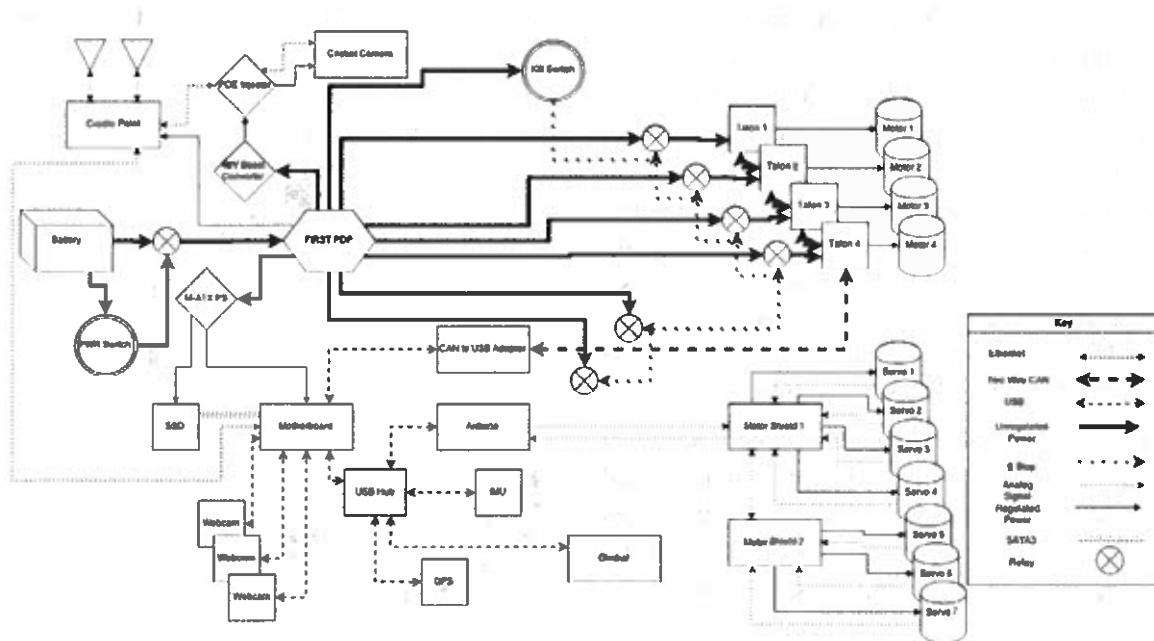 Control Camera
Kill Switch
POE Injector
Cradle Point
Talon 1
Motor 1
Talon 2
Motor 2
Boost
Converter
Talon 3
Motor 3
Battery
FIRST PDP
Talon 4
Motor 4
M-ATX PS
PWR Switch
Key
CAN to USB Adapter
Ethernet
Two Wire CAN
USB
Servo 1
Servo 2
SSD
Motherboard
Motor Shield 1
Unregulated
Power
Servo 3
E Stop
USB Hub
IMU
Servo 4
Analog
Signal
Webcam
Regulated
Power
Servo 5
Webcam
Gimbal
Motor Shield 2
SATA3
Servo 6
Relay
Webcam
GPS
Servo 7